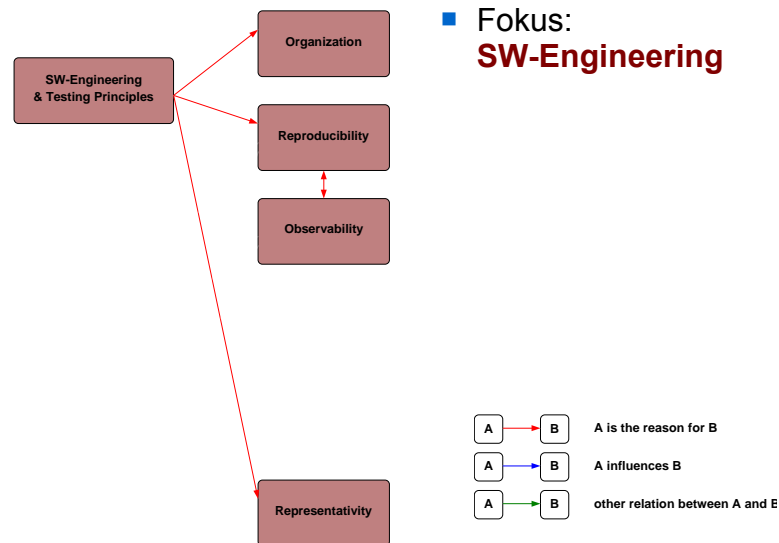 Organization
SW-Engineering
& Testing Principles
Reproducibility
Observability
Representativity
Fokus:
SW-Engineering
A B A is the reason for B
A B A influences B
A B other relation between A and B